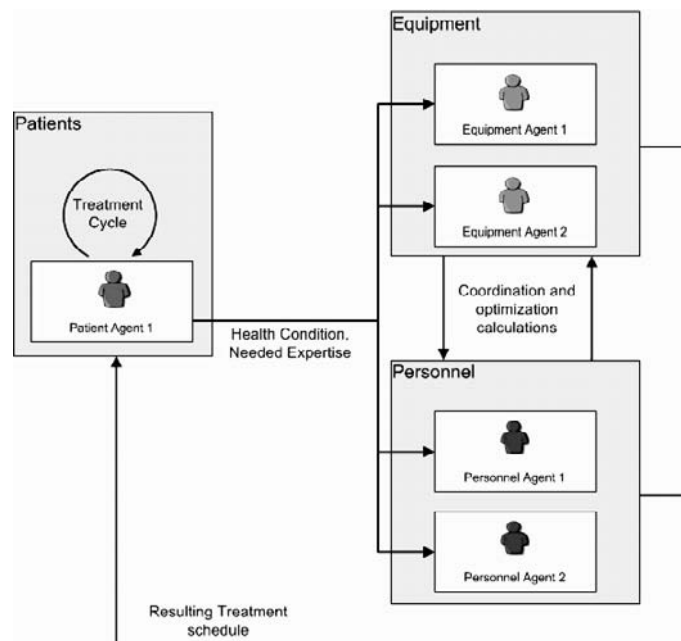 Equipment
Equipment Agent 1
Equipment Agent 2
Patients
Treatment
Cycle
Patient Agent 1
Health Condition,
Needed Expertise
Coordination and
optimization
calculations
Personnel
Personnel Agent 1
Personnel Agent 2
Resulting Treatment
schedule